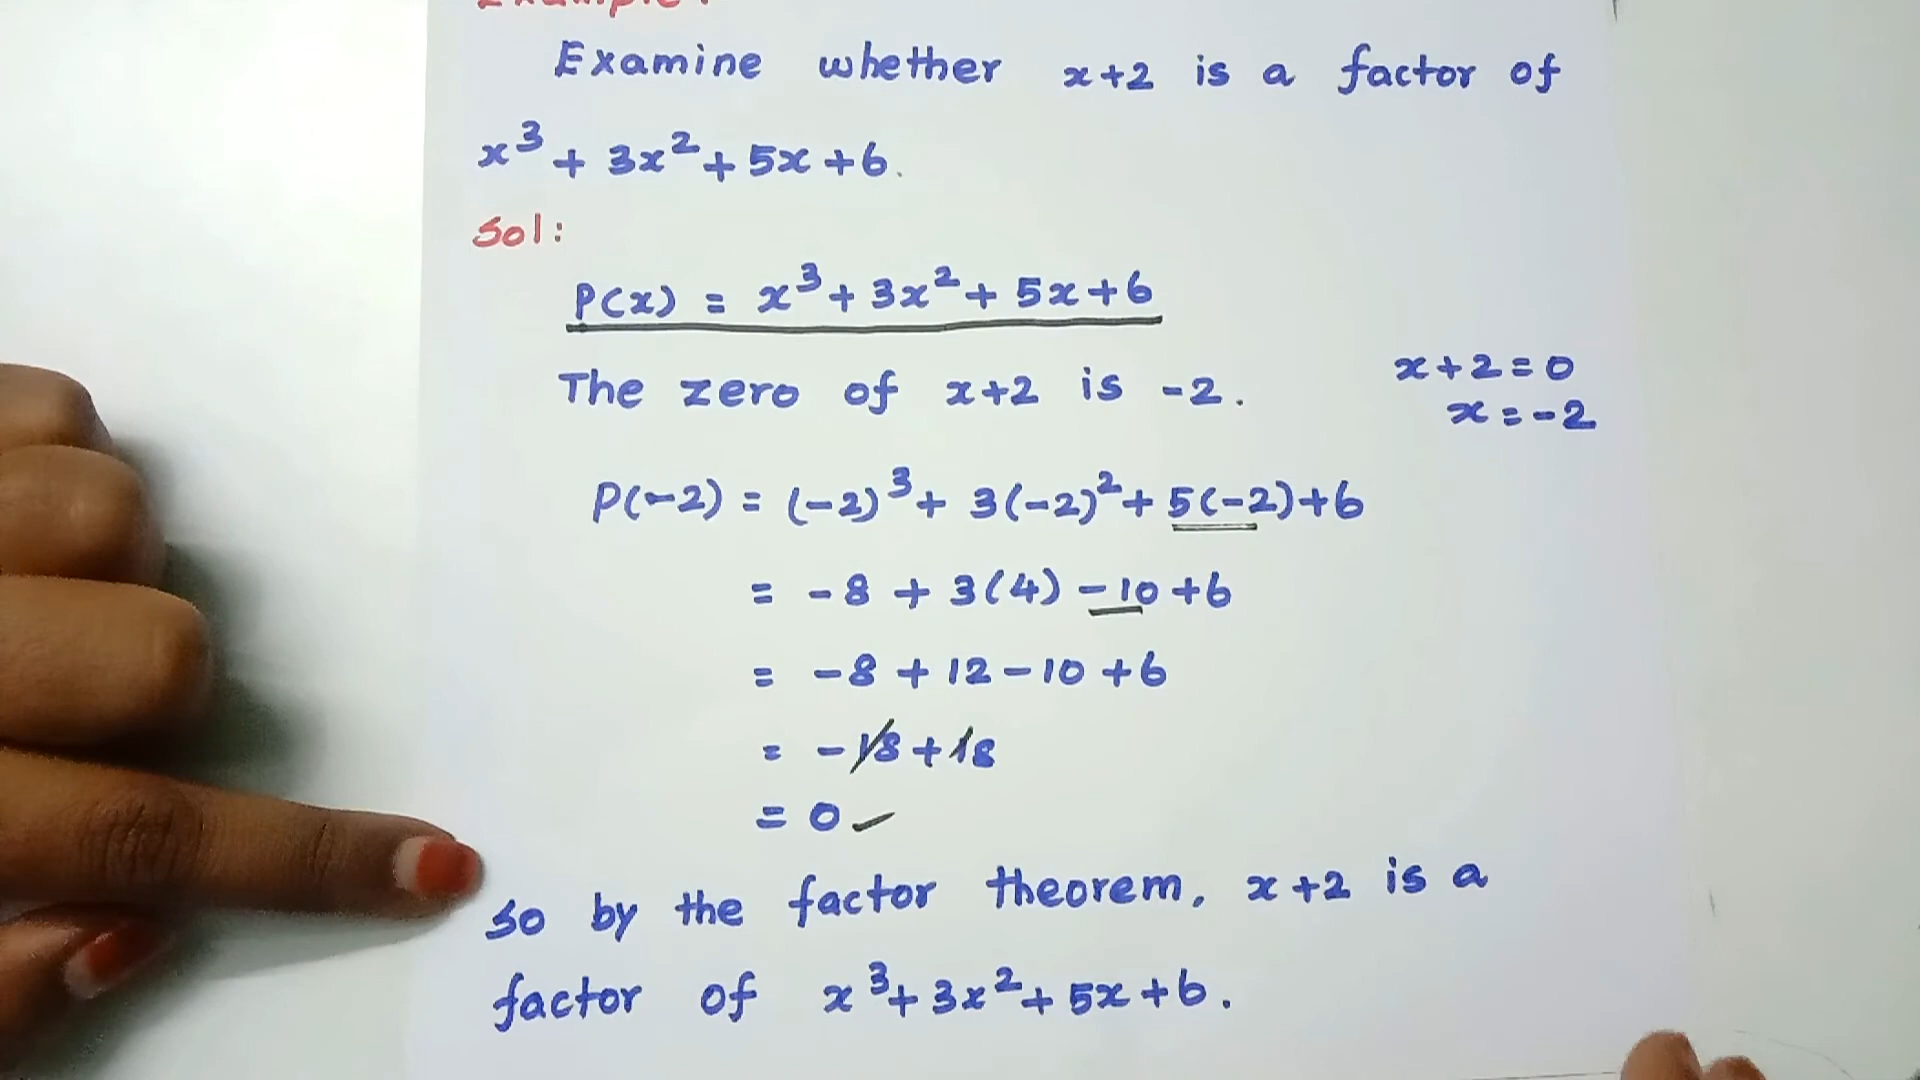 Example:
Examine whether x+2 is a factor of
x³ + 3x² + 5x + 6.
Sol:
P(x) = x³ + 3x² + 5x + 6
The zero of x+2 is -2.
x + 2 = 0
x = -2
P(-2) = (-2)³ + 3(-2)² + 5(-2) + 6
= -8 + 3(4) - 10 + 6
= -8 + 12 - 10 + 6
= -18 + 18
= 0
So by the factor theorem, x+2 is a
factor of x³ + 3x² + 5x + 6.